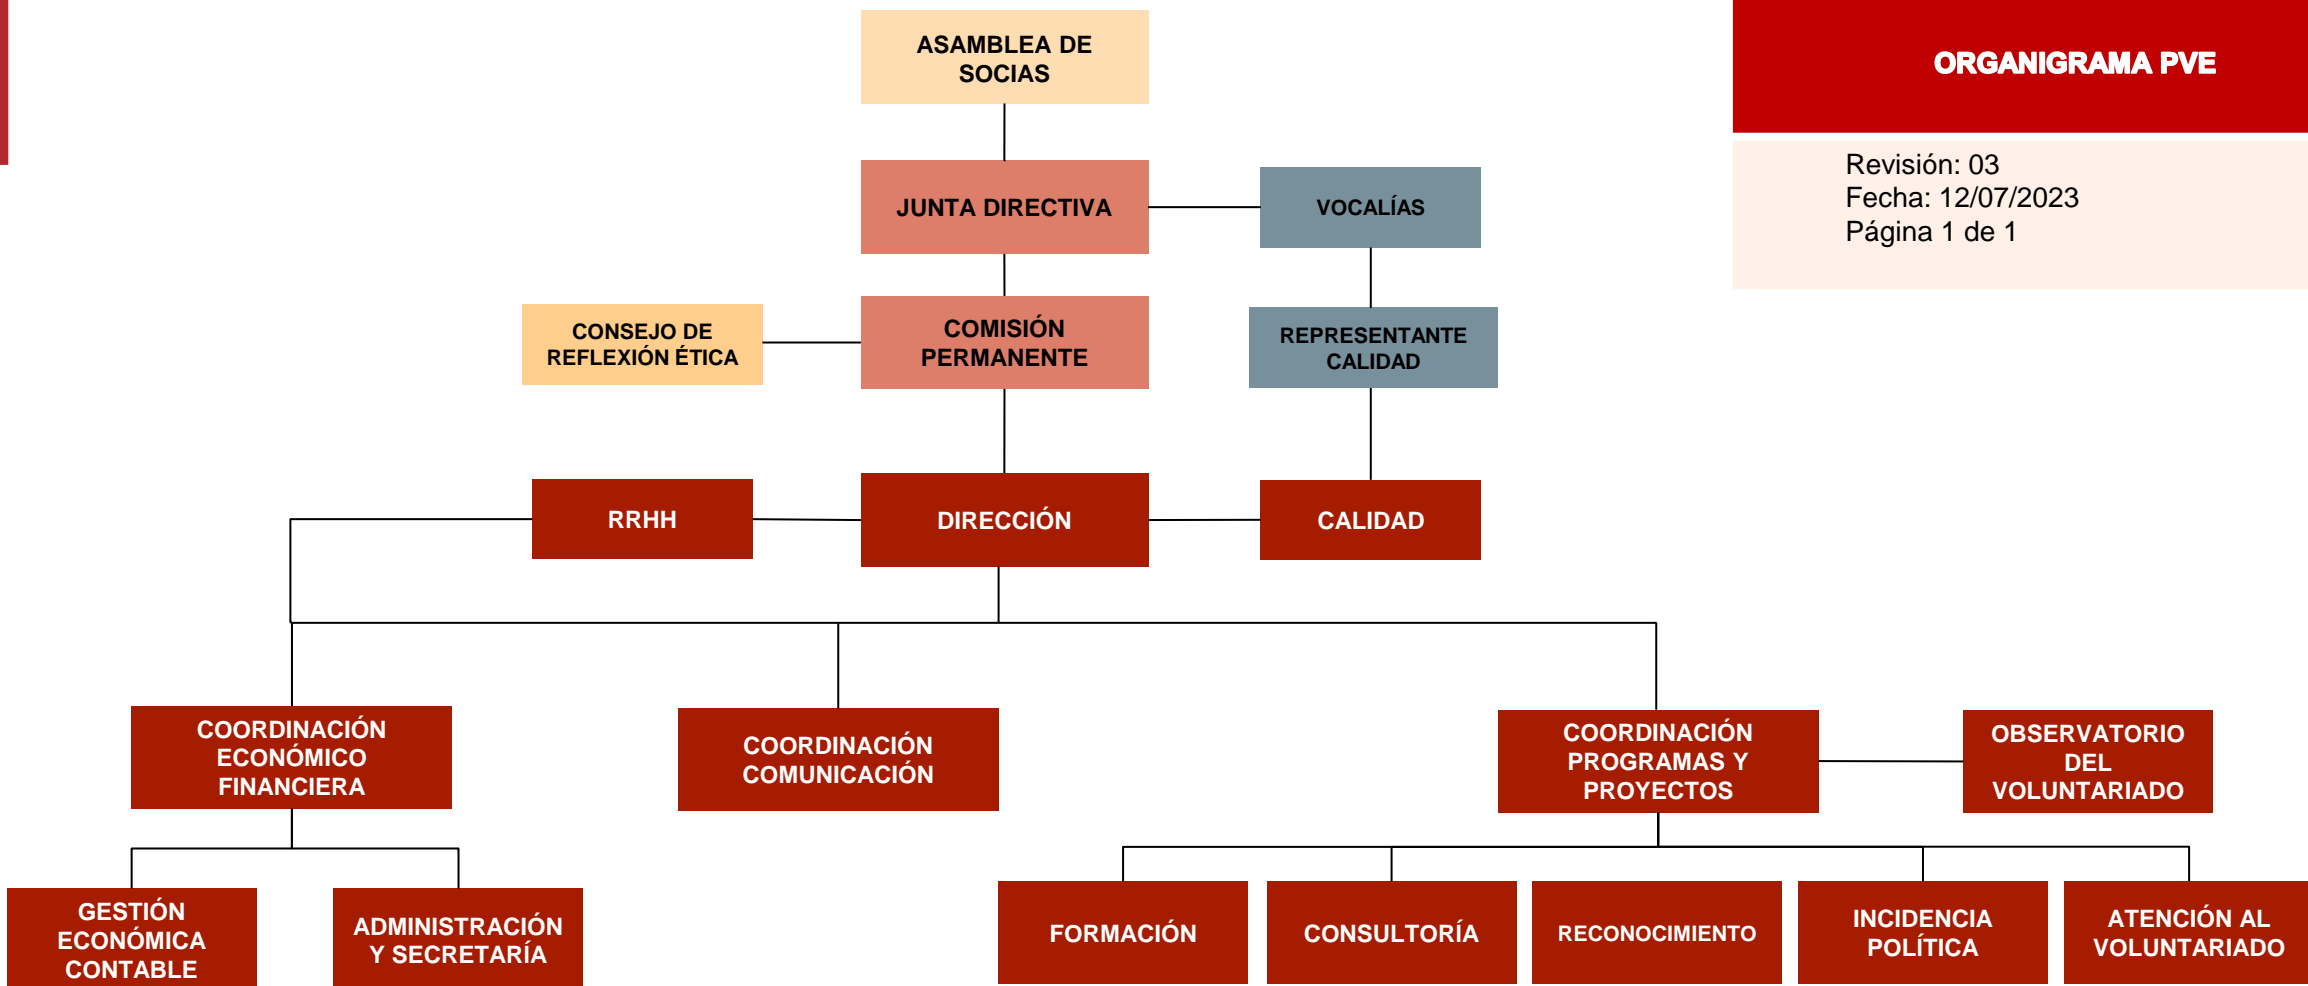 ASAMBLEA DE
SOCIAS
ORGANIGRAMA PVE
Revisión: 03
Fecha: 12/07/2023
Página 1 de 1
JUNTA DIRECTIVA
VOCALÍAS
CONSEJO DE
REFLEXIÓN ÉTICA
COMISIÓN
PERMANENTE
REPRESENTANTE
CALIDAD
RRHH
DIRECCIÓN
CALIDAD
COORDINACIÓN
ECONÓMICO
FINANCIERA
COORDINACIÓN
COMUNICACIÓN
COORDINACIÓN
PROGRAMAS Y
PROYECTOS
OBSERVATORIO
DEL
VOLUNTARIADO
GESTIÓN
ECONÓMICA
CONTABLE
ADMINISTRACIÓN
Y SECRETARÍA
FORMACIÓN
CONSULTORÍA
RECONOCIMIENTO
INCIDENCIA
POLÍTICA
ATENCIÓN AL
VOLUNTARIADO